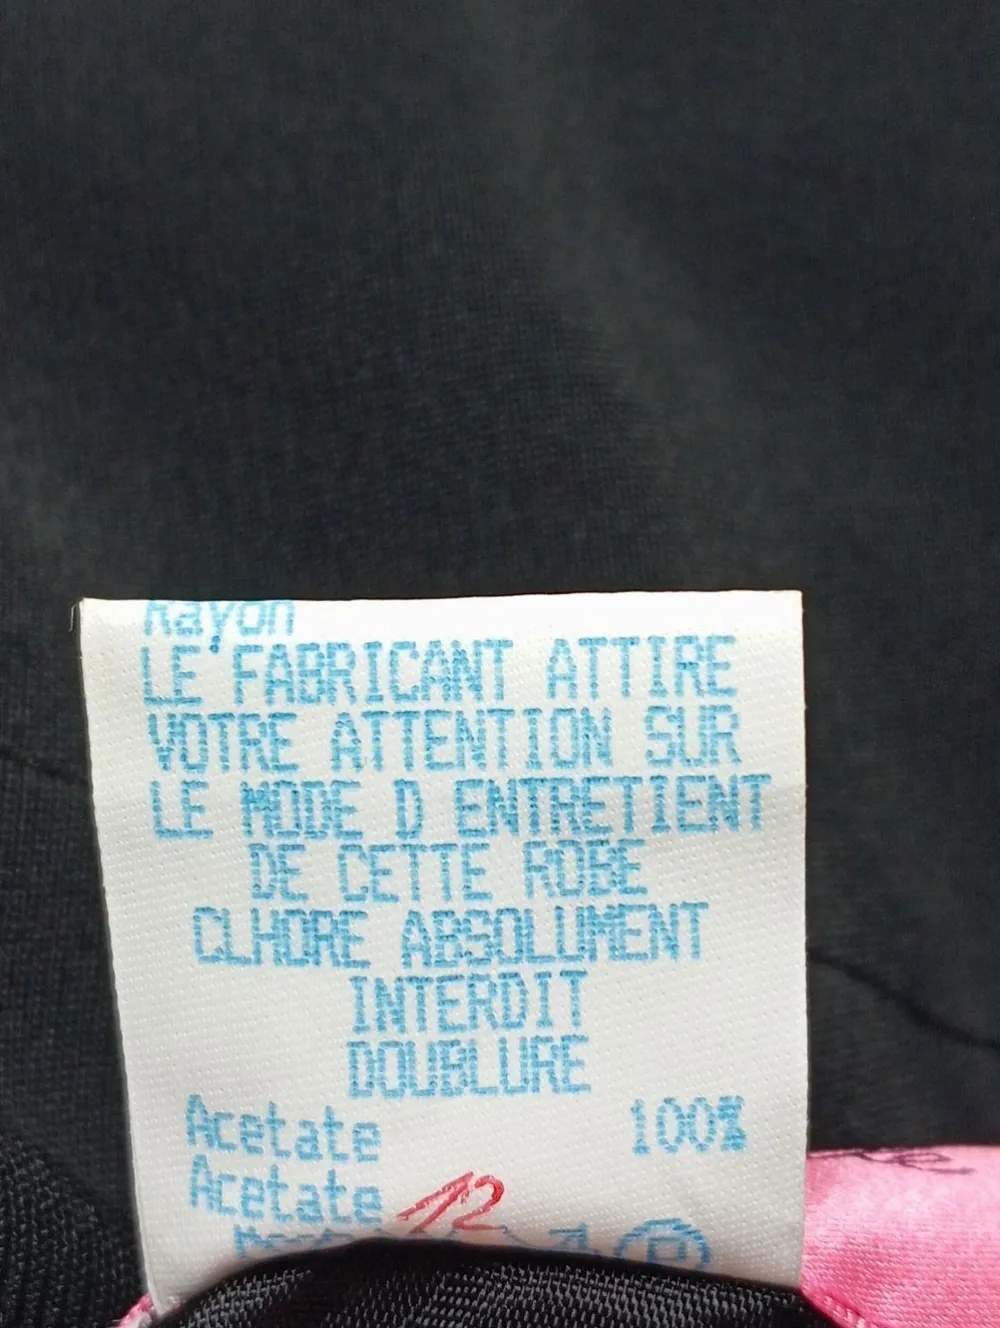 Rayon
LE FABRICANT ATTIRE
VOTRE ATTENTION SUR
LE MODE D ENTRETIENT
DE CETTE ROBE
CLHORE ABSOLUMENT
INTERDIT
DOUBLURE
Acetate 100%
Acetate
12
P